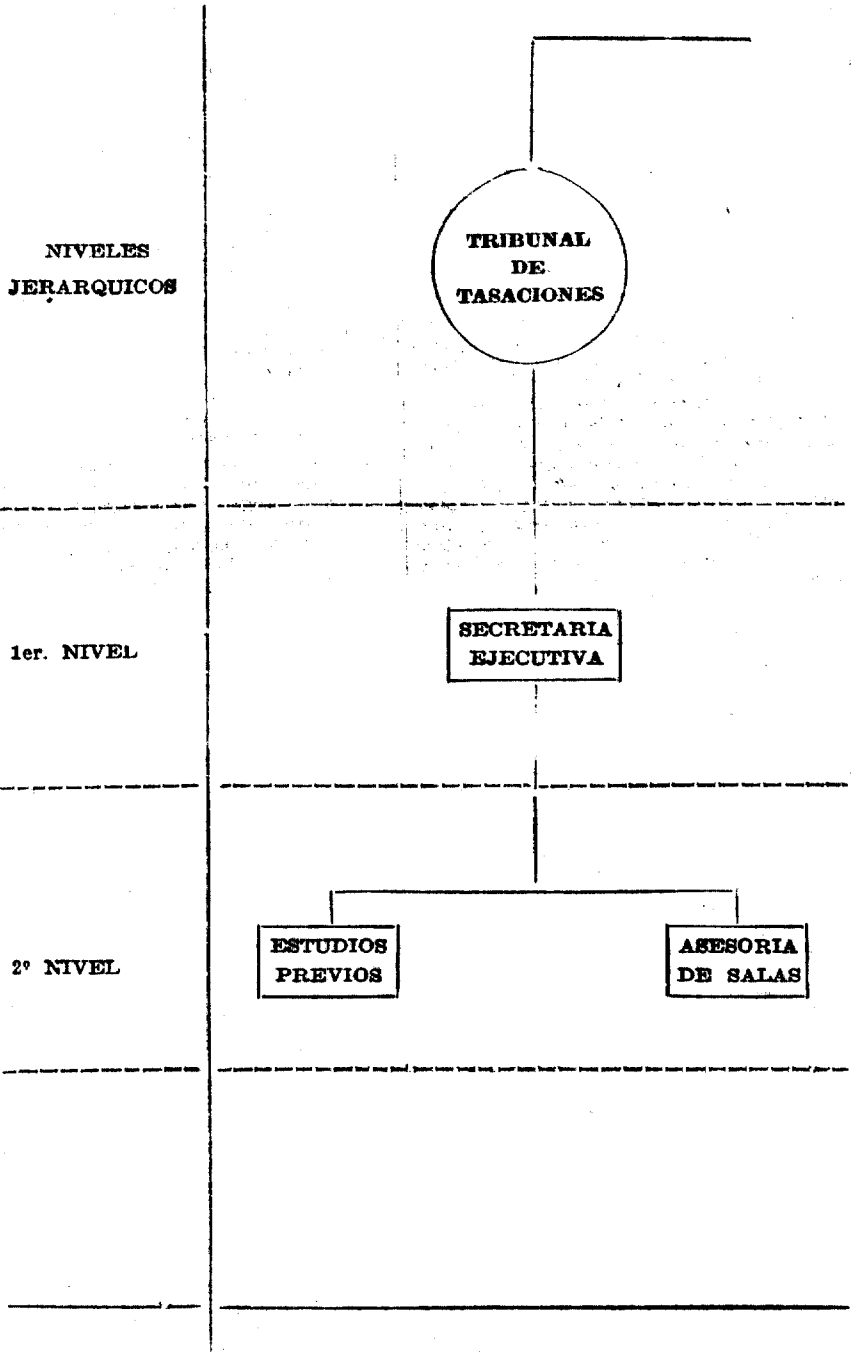 NIVELES
JERARQUICOS
TRIBUNAL
DE
TASACIONES
1er. NIVEL
SECRETARIA
EJECUTIVA
2º NIVEL
ESTUDIOS
PREVIOS
ASESORIA
DE SALAS